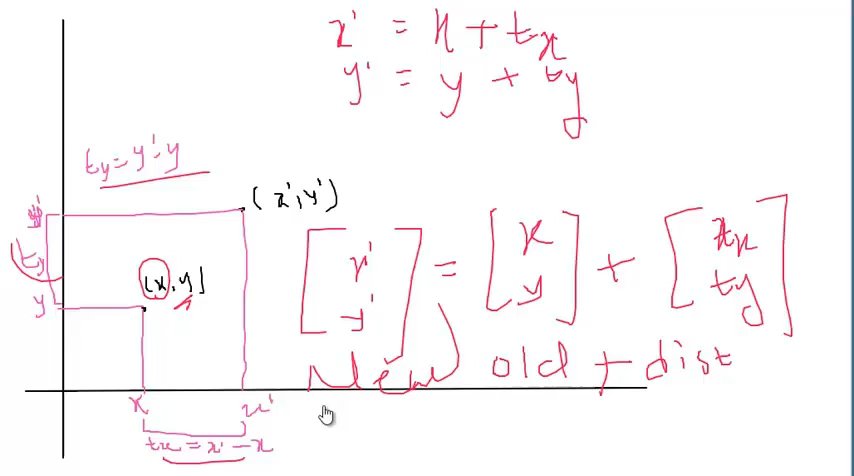 x' = x + tx
y' = y + ty
ty = y' - y
(x', y')
y'
ty
(x, y]
y
[x' y'] = [x y] + [tx ty]
New old + dist
x x'
tx = x' - x